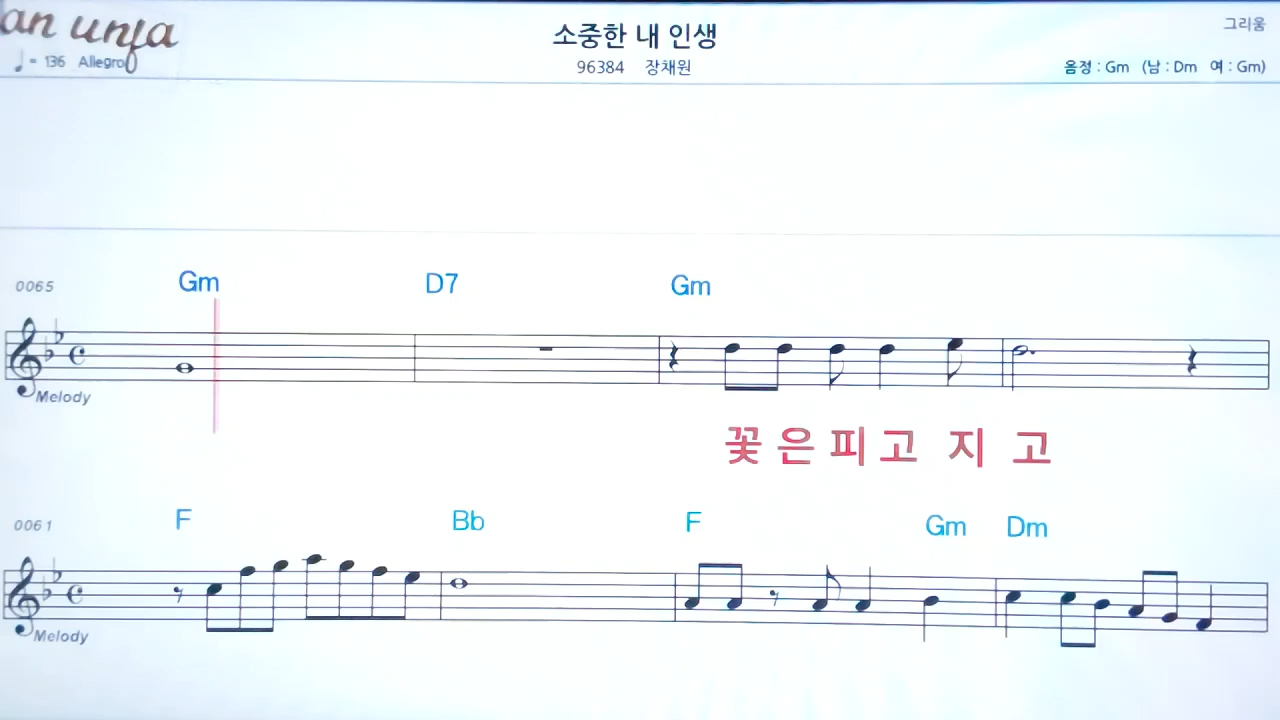 an unja
소중한 내 인생
그리움
♩ = 136 Allegro
96384 장채원
음정 : Gm (남 : Dm 여 : Gm)
0065 Gm D7 Gm
Melody
꽃 은 피 고 지 고
0061 F Bb F Gm Dm
Melody